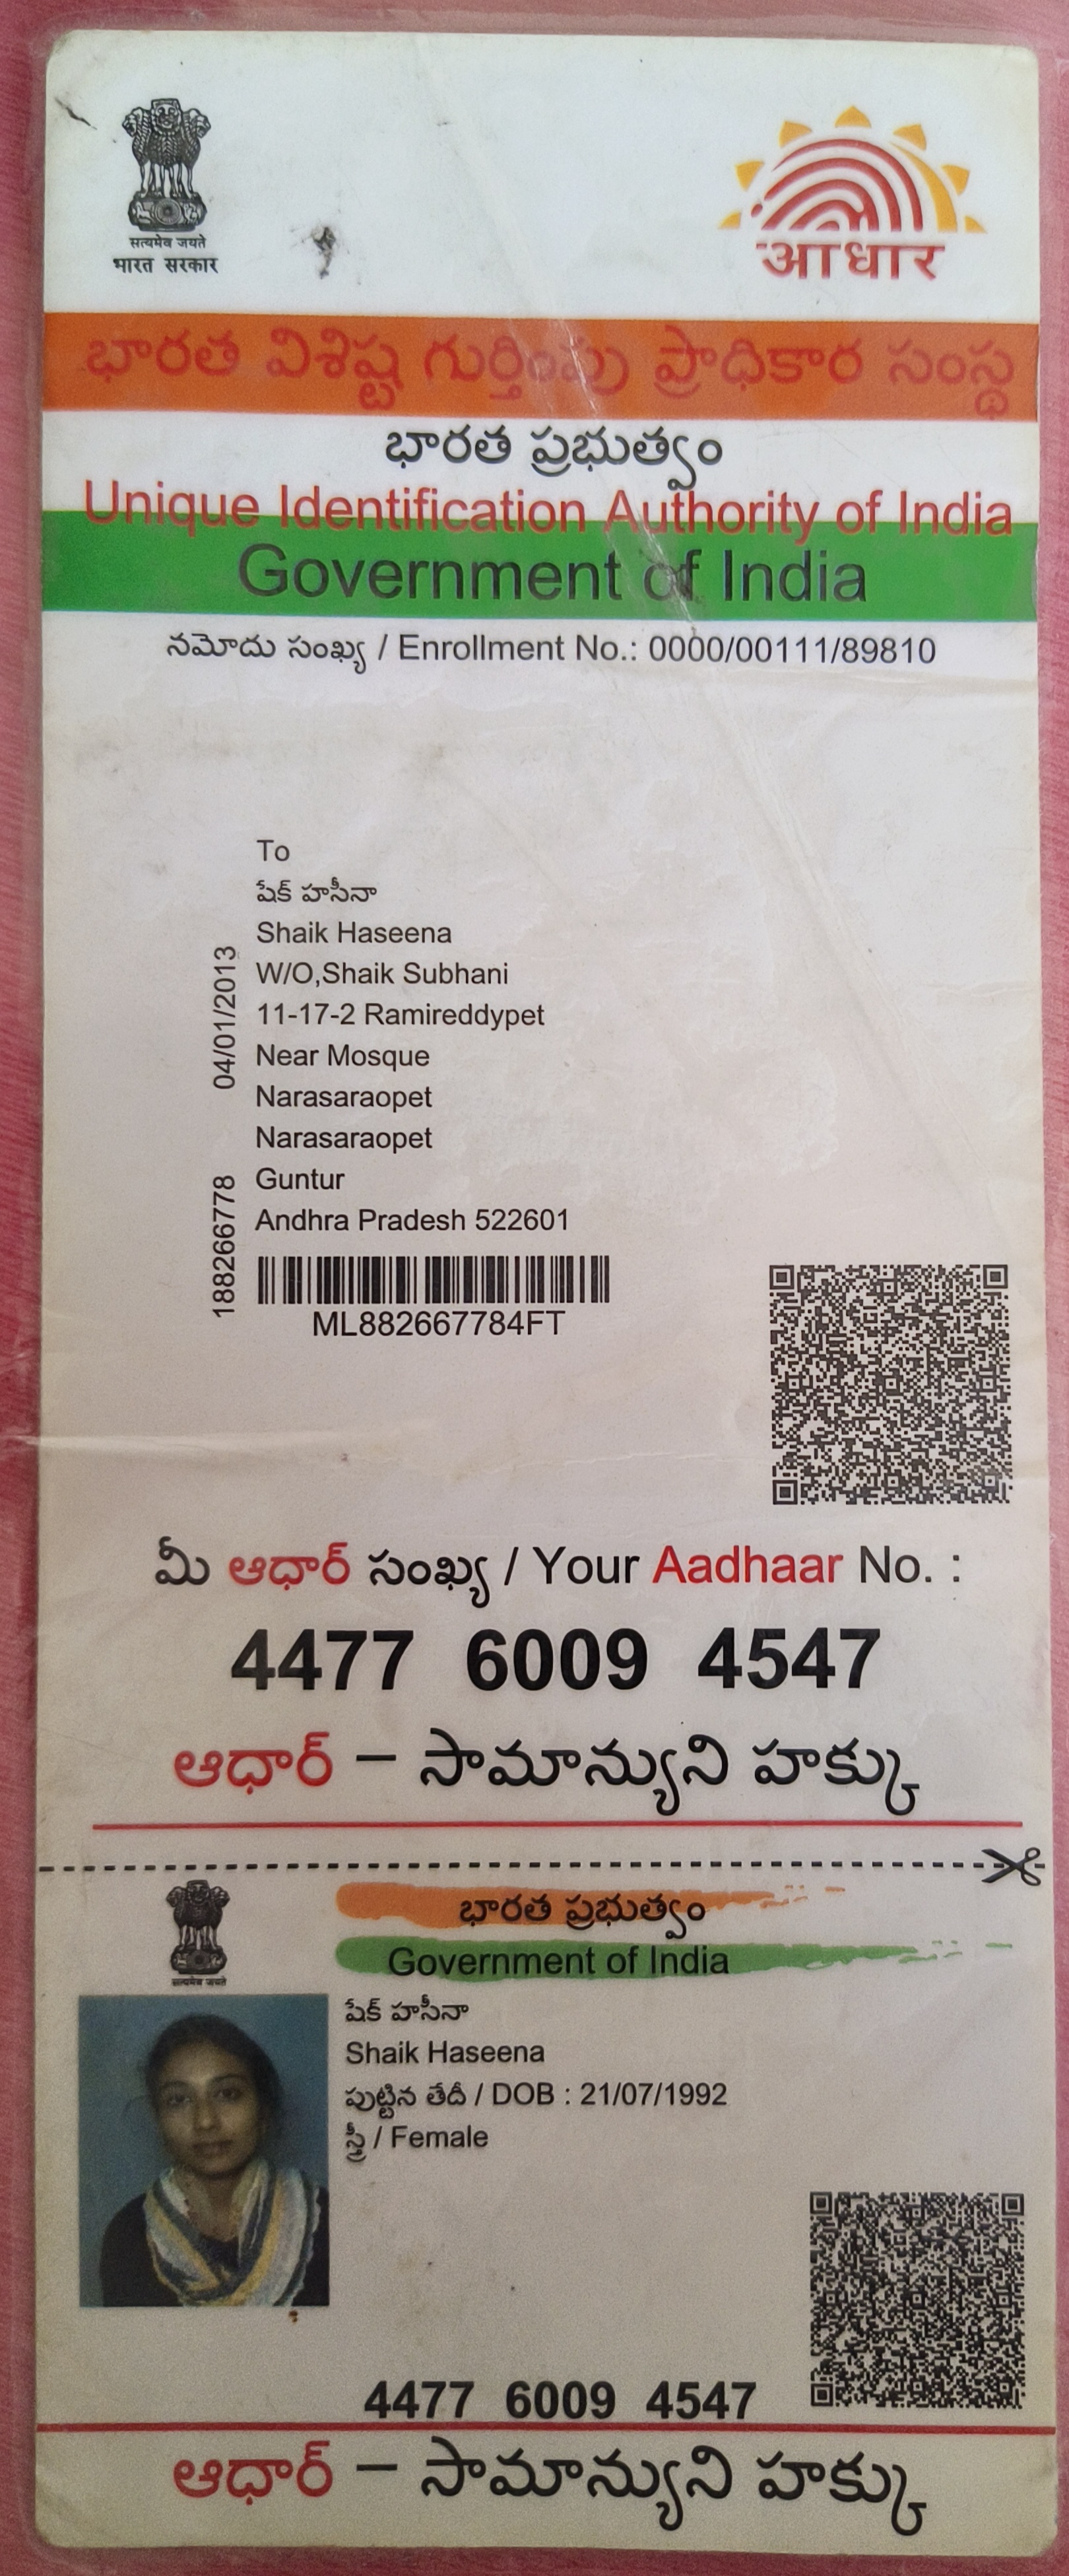 सत्यमेव जयते
भारत सरकार
आधार
భారత విశిష్ట గుర్తింపు ప్రాధికార సంస్థ
భారత ప్రభుత్వం
Unique Identification Authority of India
Government of India
నమోదు సంఖ్య / Enrollment No.: 0000/00111/89810
To
షేక్ హసీనా
Shaik Haseena
W/O,Shaik Subhani
11-17-2 Ramireddypet
Near Mosque
Narasaraopet
Narasaraopet
Guntur
Andhra Pradesh 522601
04/01/2013
188266778
ML882667784FT
మీ ఆధార్ సంఖ్య / Your Aadhaar No. :
4477 6009 4547
ఆధార్ – సామాన్యుని హక్కు
सत्यमेव जयते
భారత ప్రభుత్వం
Government of India
షేక్ హసీనా
Shaik Haseena
పుట్టిన తేదీ / DOB : 21/07/1992
స్త్రీ / Female
4477 6009 4547
ఆధార్ – సామాన్యుని హక్కు